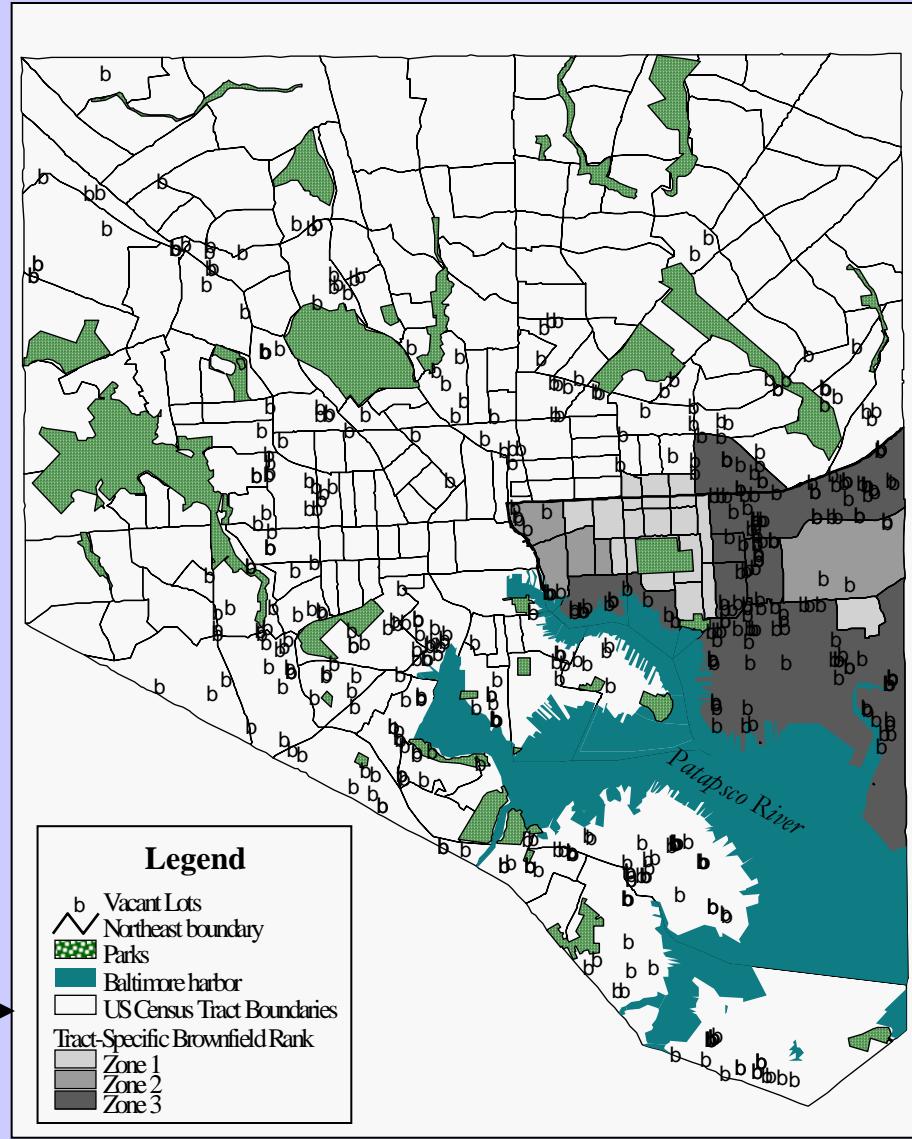 Patapsco River
Legend
b Vacant Lots
Northeast boundary
Parks
Baltimore harbor
US Census Tract Boundaries
Tract-Specific Brownfield Rank
Zone 1
Zone 2
Zone 3